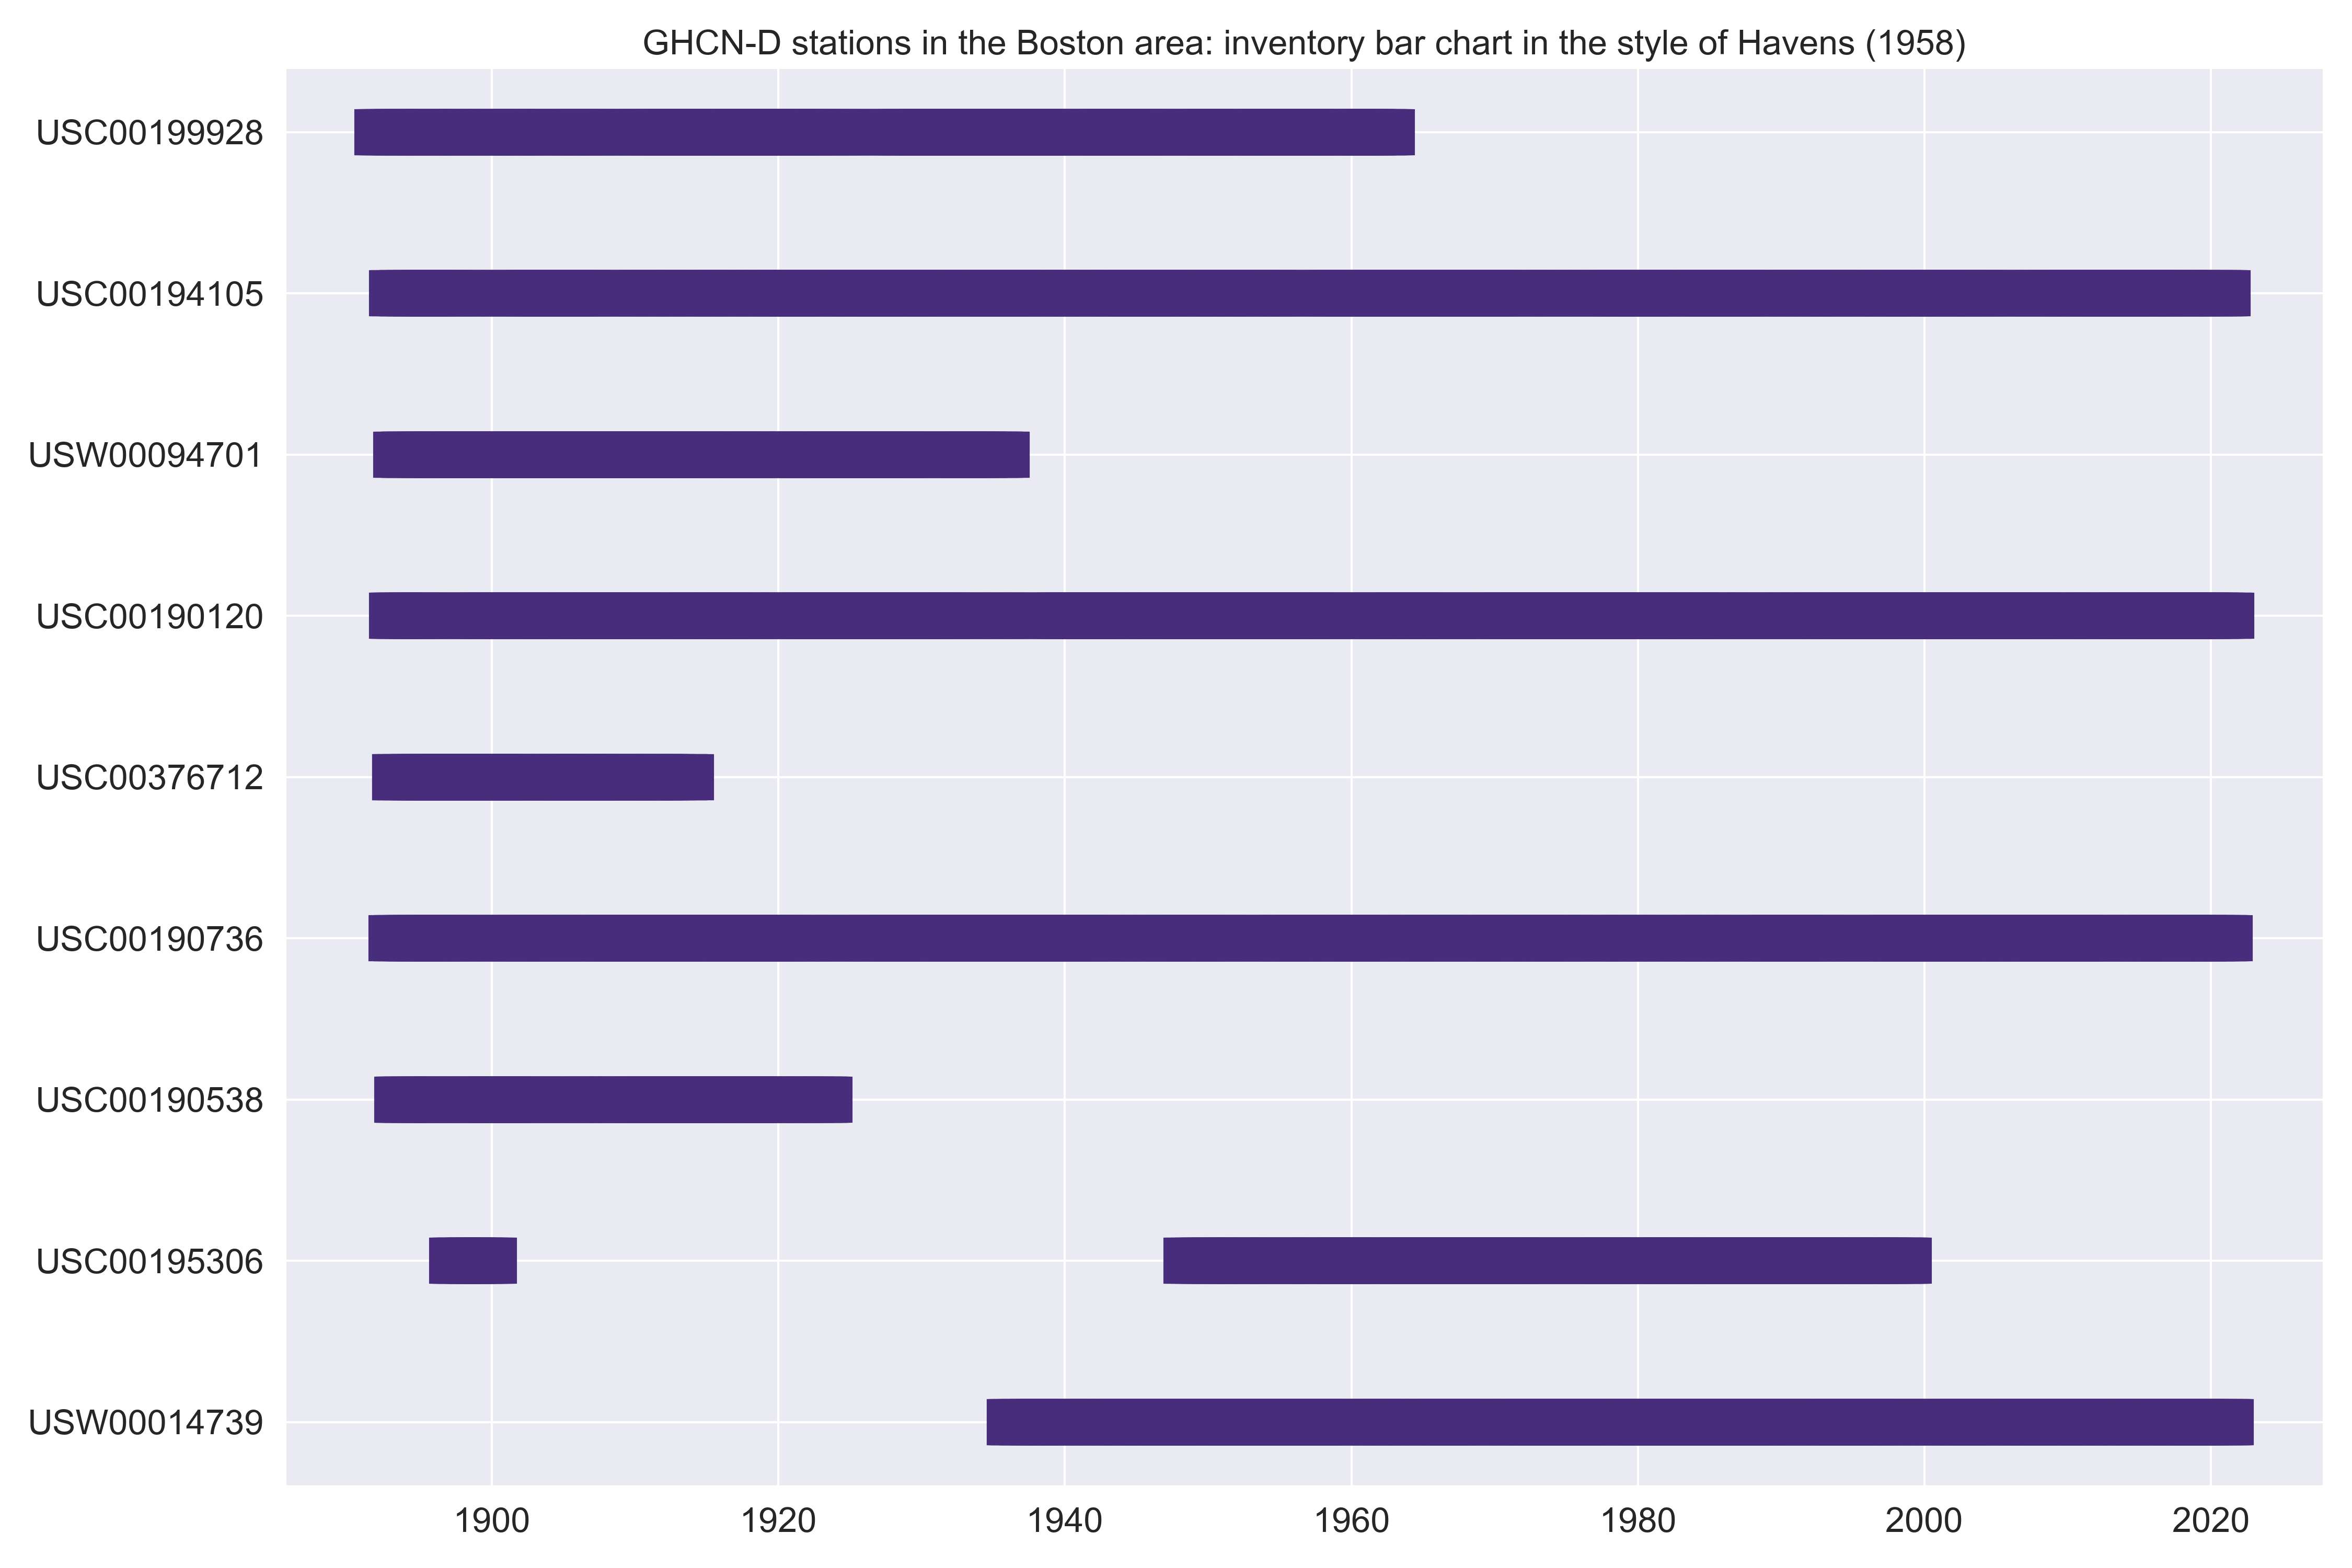 GHCN-D stations in the Boston area: inventory bar chart in the style of Havens (1958)
USC00199928
USC00194105
USW00094701
USC00190120
USC00376712
USC00190736
USC00190538
USC00195306
USW00014739
1900 1920 1940 1960 1980 2000 2020